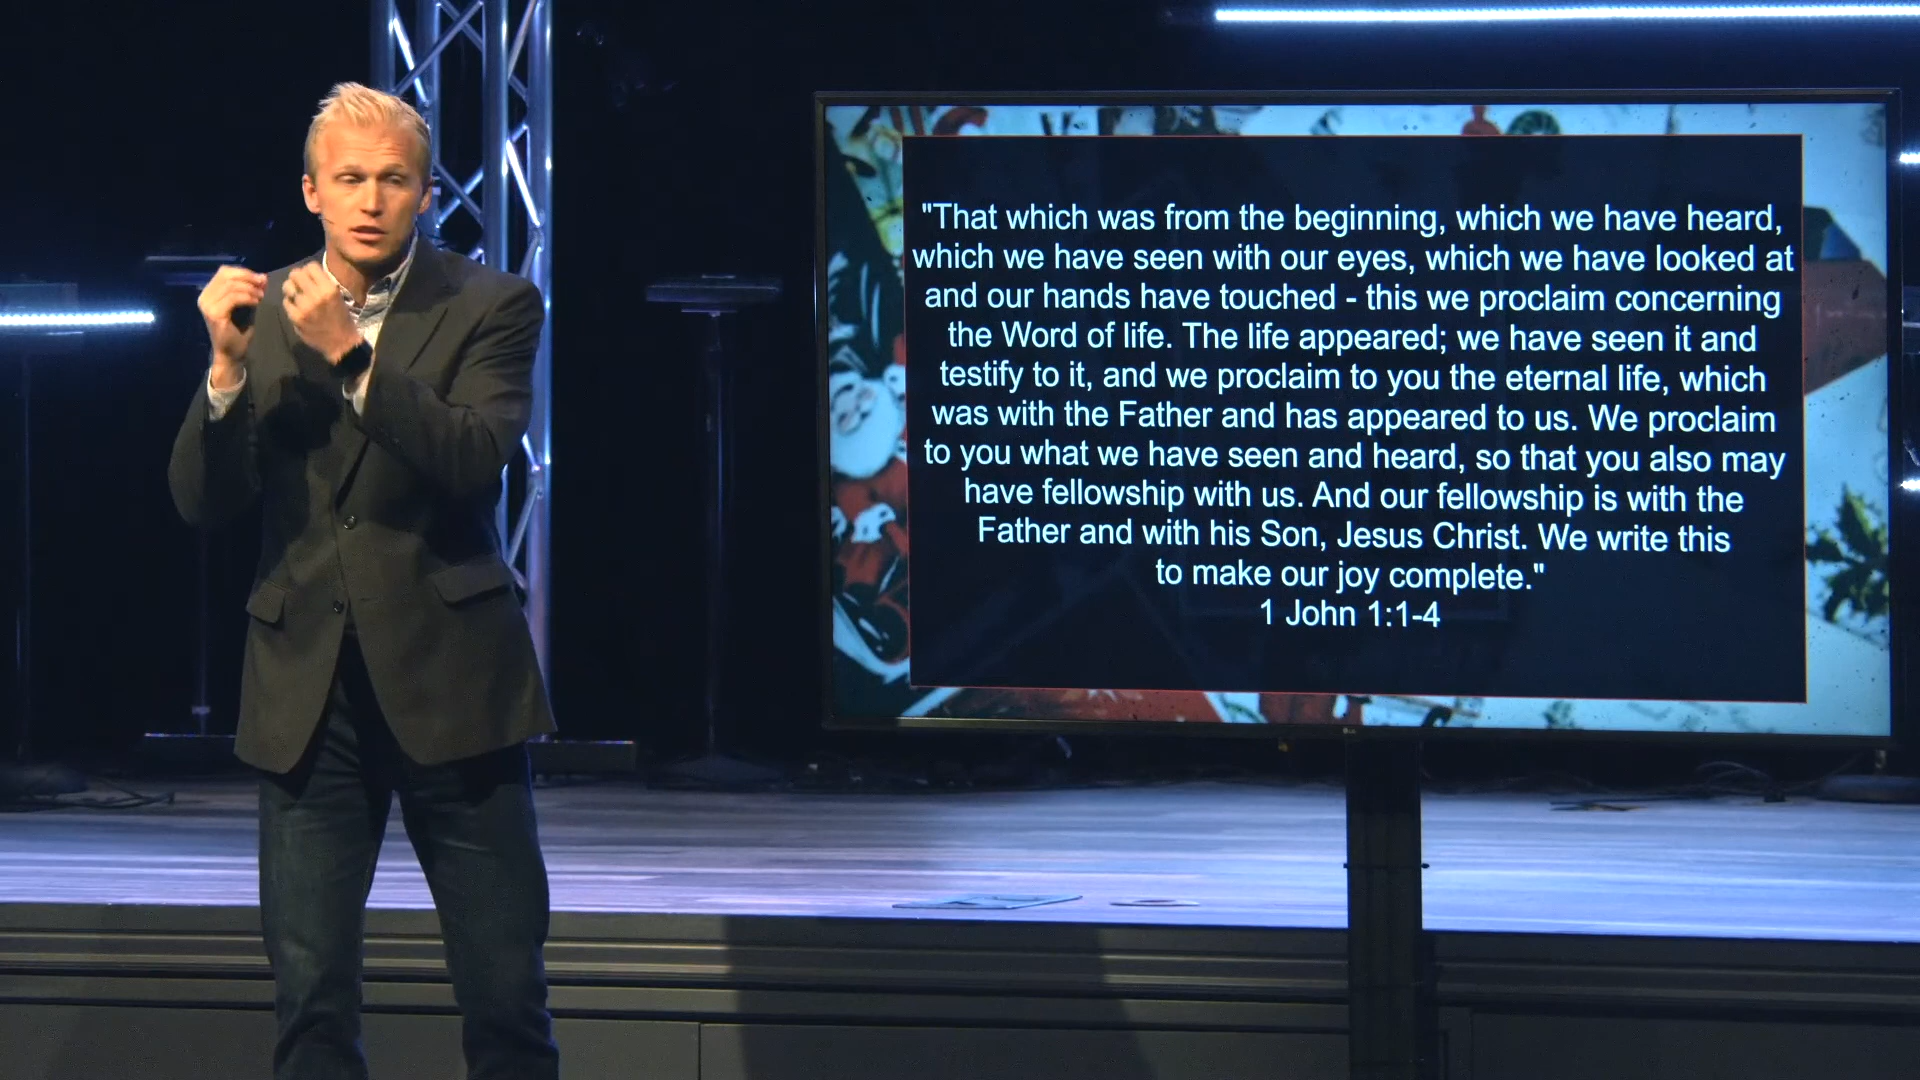 "That which was from the beginning, which we have heard,
which we have seen with our eyes, which we have looked at
and our hands have touched - this we proclaim concerning
the Word of life. The life appeared; we have seen it and
testify to it, and we proclaim to you the eternal life, which
was with the Father and has appeared to us. We proclaim
to you what we have seen and heard, so that you also may
have fellowship with us. And our fellowship is with the
Father and with his Son, Jesus Christ. We write this
to make our joy complete."
1 John 1:1-4